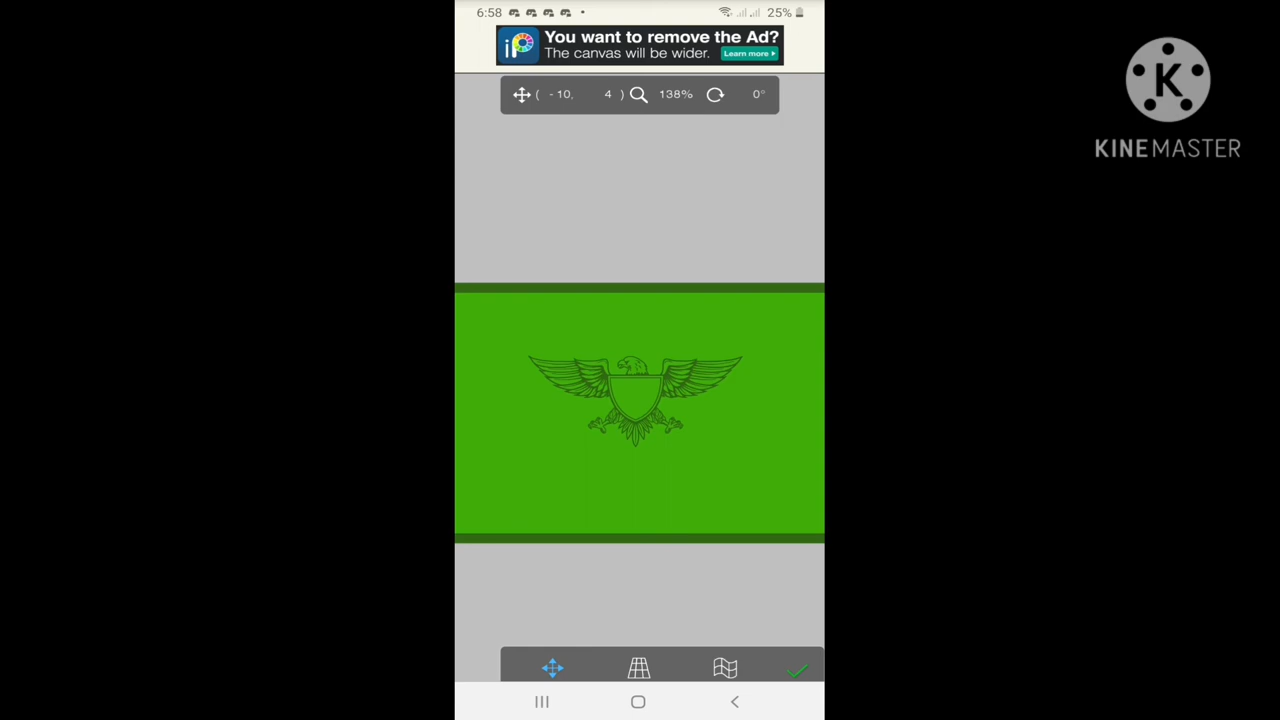 6:58
25%
iP
You want to remove the Ad?
The canvas will be wider.
Learn more
( -10, 4 ) 138% 0°
K
KINEMASTER